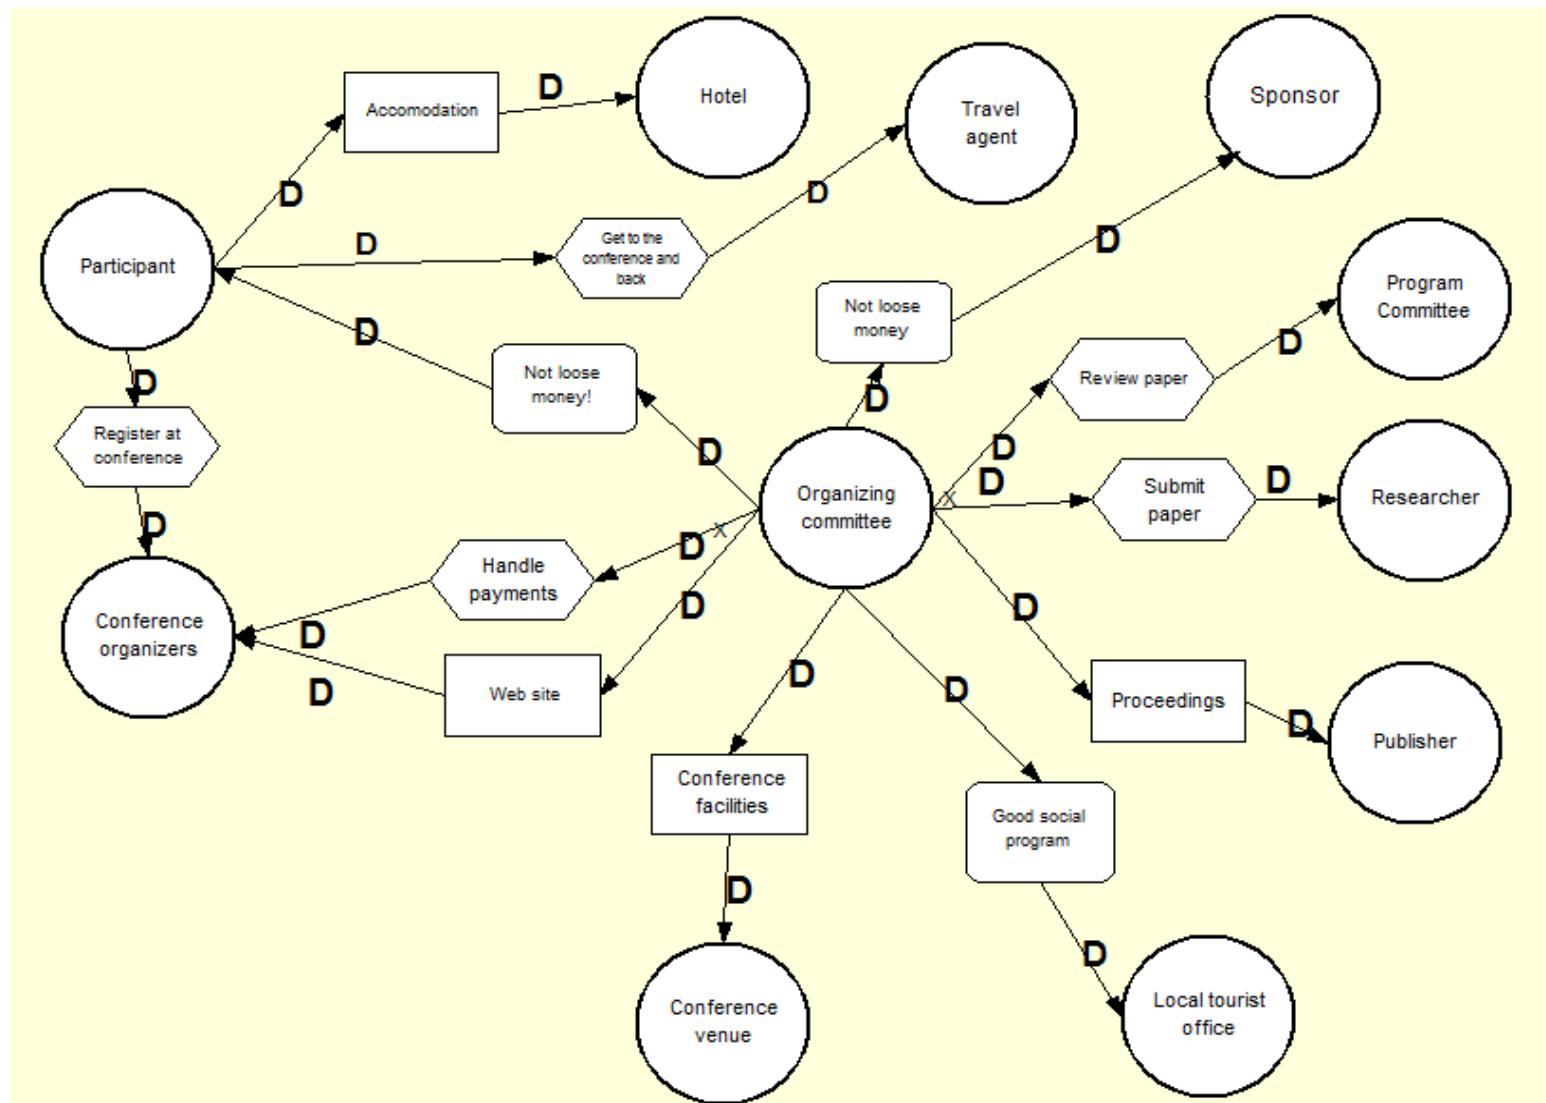 Hotel
Sponsor
Travel
agent
Accomodation
D
D
D
D
Get to the
conference and
back
D
Participant
D
Not loose
money
Program
Committee
D
D
Not loose
money!
Review paper
D
D
Register at
conference
D
D
D
Organizing
committee
X
D
Submit
paper
D
Researcher
D
X
D
Handle
payments
D
D
Conference
organizers
D
D
Web site
D
D
D
Proceedings
D
Publisher
Conference
facilities
Good social
program
D
D
Conference
venue
Local tourist
office